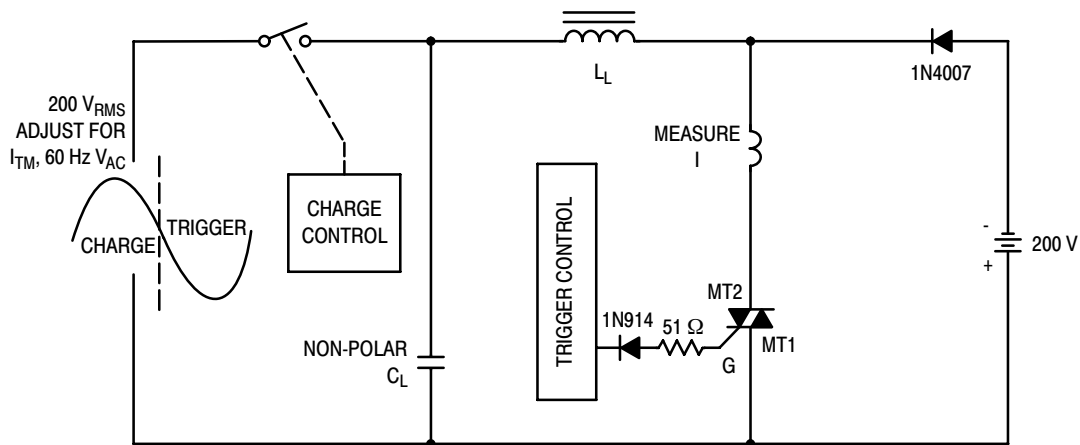 200 V_RMS
ADJUST FOR
I_TM, 60 Hz V_AC
CHARGE
TRIGGER
CHARGE
CONTROL
NON-POLAR
C_L
L_L
MEASURE
I
TRIGGER CONTROL
1N914
51 Ω
G
MT2
MT1
1N4007
-
+
200 V